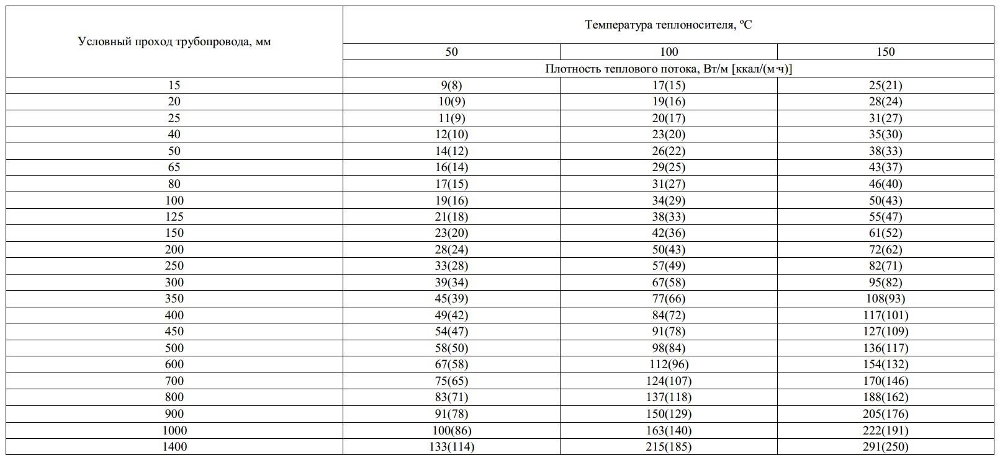 Условный проход трубопровода, мм
Температура теплоносителя, ºС
50 100 150
Плотность теплового потока, Вт/м [ккал/(м·ч)]
15 9(8) 17(15) 25(21)
20 10(9) 19(16) 28(24)
25 11(9) 20(17) 31(27)
40 12(10) 23(20) 35(30)
50 14(12) 26(22) 38(33)
65 16(14) 29(25) 43(37)
80 17(15) 31(27) 46(40)
100 19(16) 34(29) 50(43)
125 21(18) 38(33) 55(47)
150 23(20) 42(36) 61(52)
200 28(24) 50(43) 72(62)
250 33(28) 57(49) 82(71)
300 39(34) 67(58) 95(82)
350 45(39) 77(66) 108(93)
400 49(42) 84(72) 117(101)
450 54(47) 91(78) 127(109)
500 58(50) 98(84) 136(117)
600 67(58) 112(96) 154(132)
700 75(65) 124(107) 170(146)
800 83(71) 137(118) 188(162)
900 91(78) 150(129) 205(176)
1000 100(86) 163(140) 222(191)
1400 133(114) 215(185) 291(250)